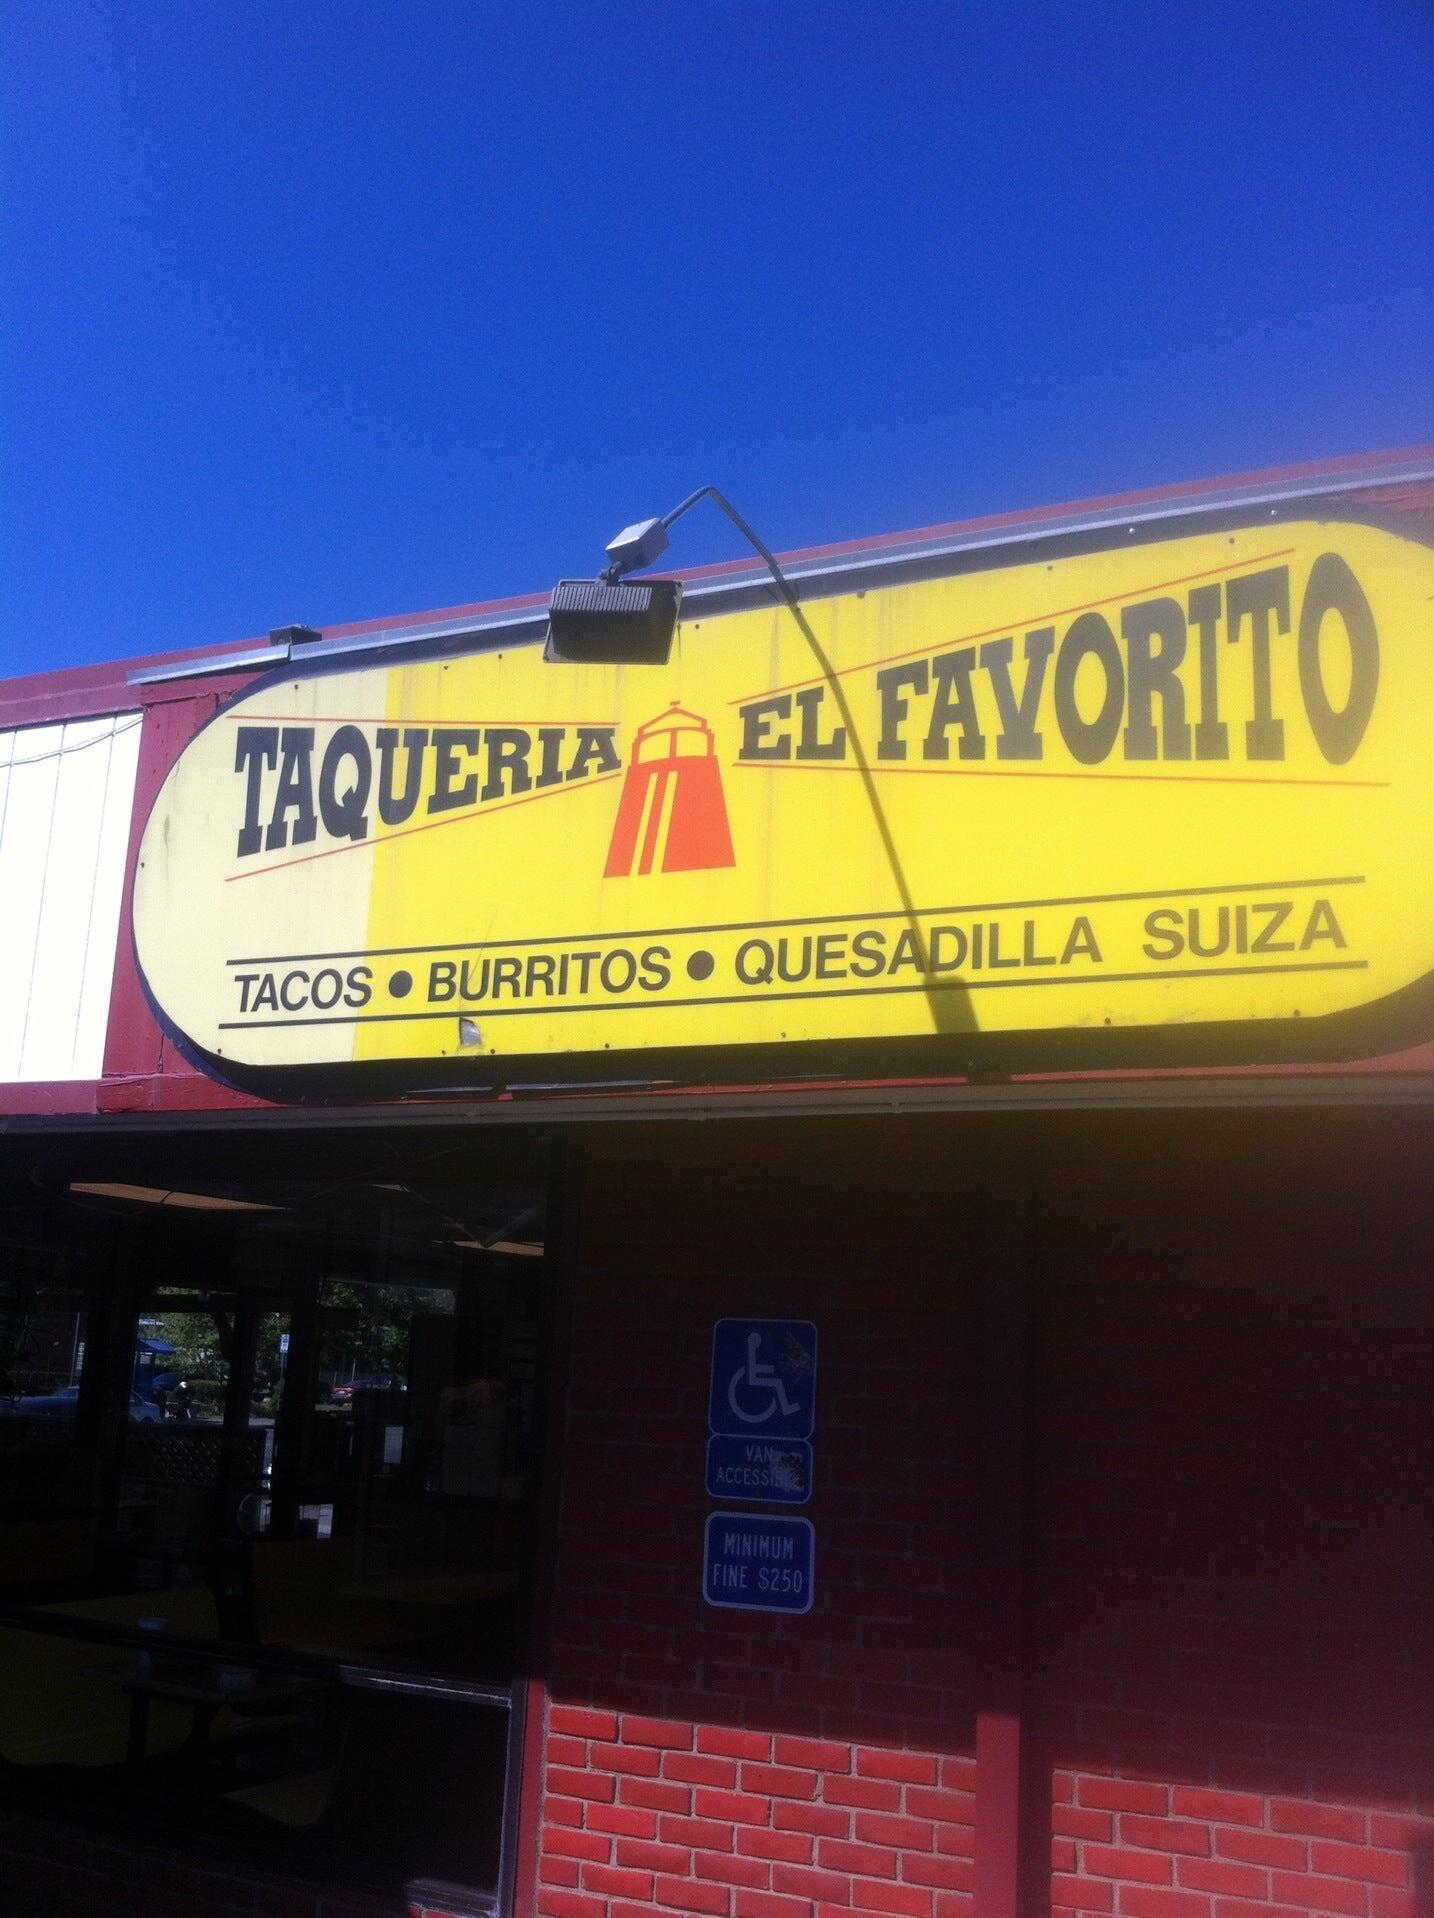 TAQUERIA EL FAVORITO
TACOS • BURRITOS • QUESADILLA SUIZA
VAN
MINIMUM
FINE $250